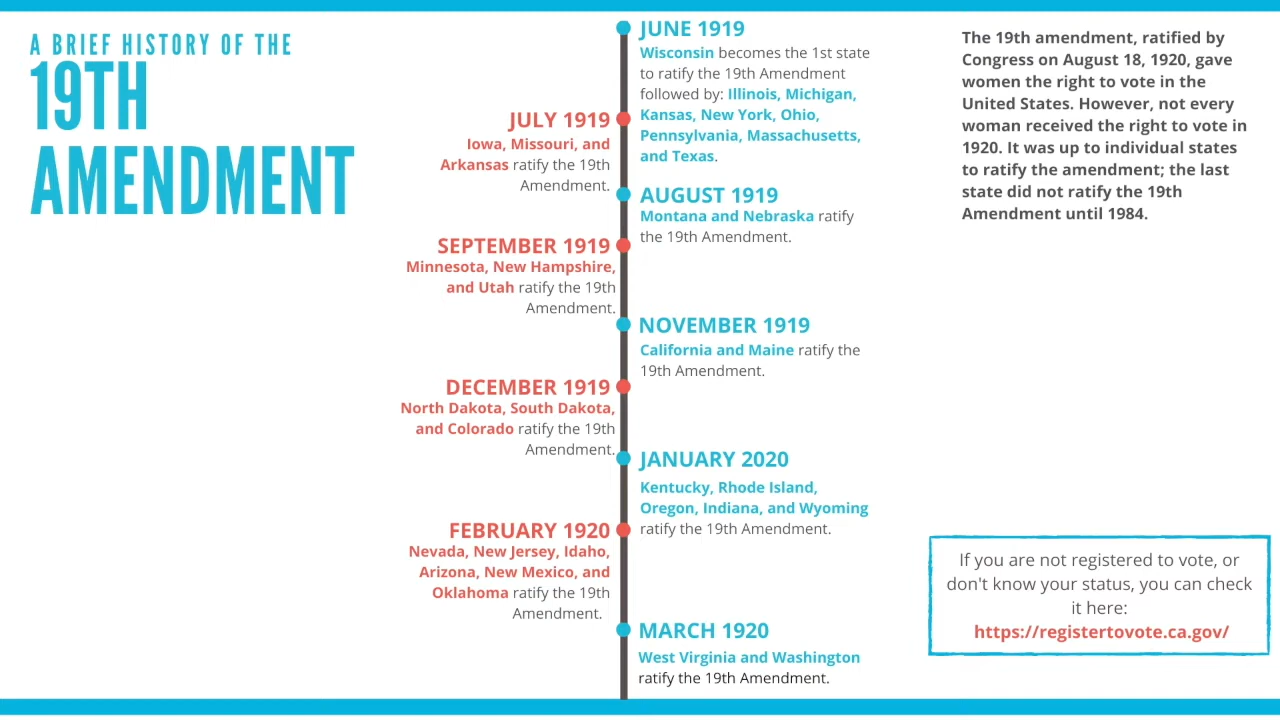 A BRIEF HISTORY OF THE
19TH
AMENDMENT
JUNE 1919
Wisconsin becomes the 1st state
to ratify the 19th Amendment
followed by: Illinois, Michigan,
Kansas, New York, Ohio,
Pennsylvania, Massachusetts,
and Texas.
JULY 1919
Iowa, Missouri, and
Arkansas ratify the 19th
Amendment.
AUGUST 1919
Montana and Nebraska ratify
the 19th Amendment.
SEPTEMBER 1919
Minnesota, New Hampshire,
and Utah ratify the 19th
Amendment.
NOVEMBER 1919
California and Maine ratify the
19th Amendment.
DECEMBER 1919
North Dakota, South Dakota,
and Colorado ratify the 19th
Amendment.
JANUARY 2020
Kentucky, Rhode Island,
Oregon, Indiana, and Wyoming
ratify the 19th Amendment.
FEBRUARY 1920
Nevada, New Jersey, Idaho,
Arizona, New Mexico, and
Oklahoma ratify the 19th
Amendment.
MARCH 1920
West Virginia and Washington
ratify the 19th Amendment.
The 19th amendment, ratified by
Congress on August 18, 1920, gave
women the right to vote in the
United States. However, not every
woman received the right to vote in
1920. It was up to individual states
to ratify the amendment; the last
state did not ratify the 19th
Amendment until 1984.
If you are not registered to vote, or
don't know your status, you can check
it here:
https://registertovote.ca.gov/